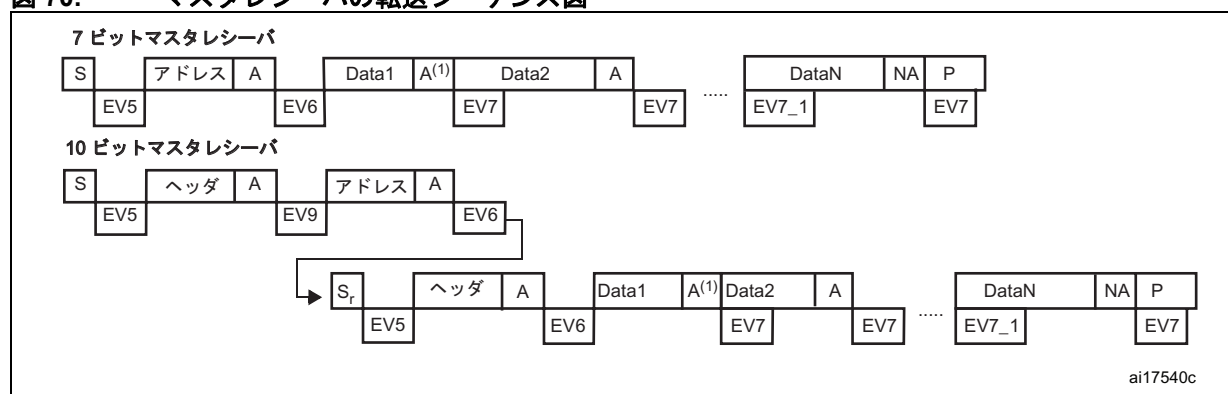 7 ビットマスタレシーバ
S アドレス A Data1 A(1) Data2 A ..... DataN NA P
EV5 EV6 EV7 EV7 EV7_1 EV7
10 ビットマスタレシーバ
S ヘッダ A アドレス A
EV5 EV9 EV6
Sr ヘッダ A Data1 A(1) Data2 A ..... DataN NA P
EV5 EV6 EV7 EV7 EV7_1 EV7
ai17540c